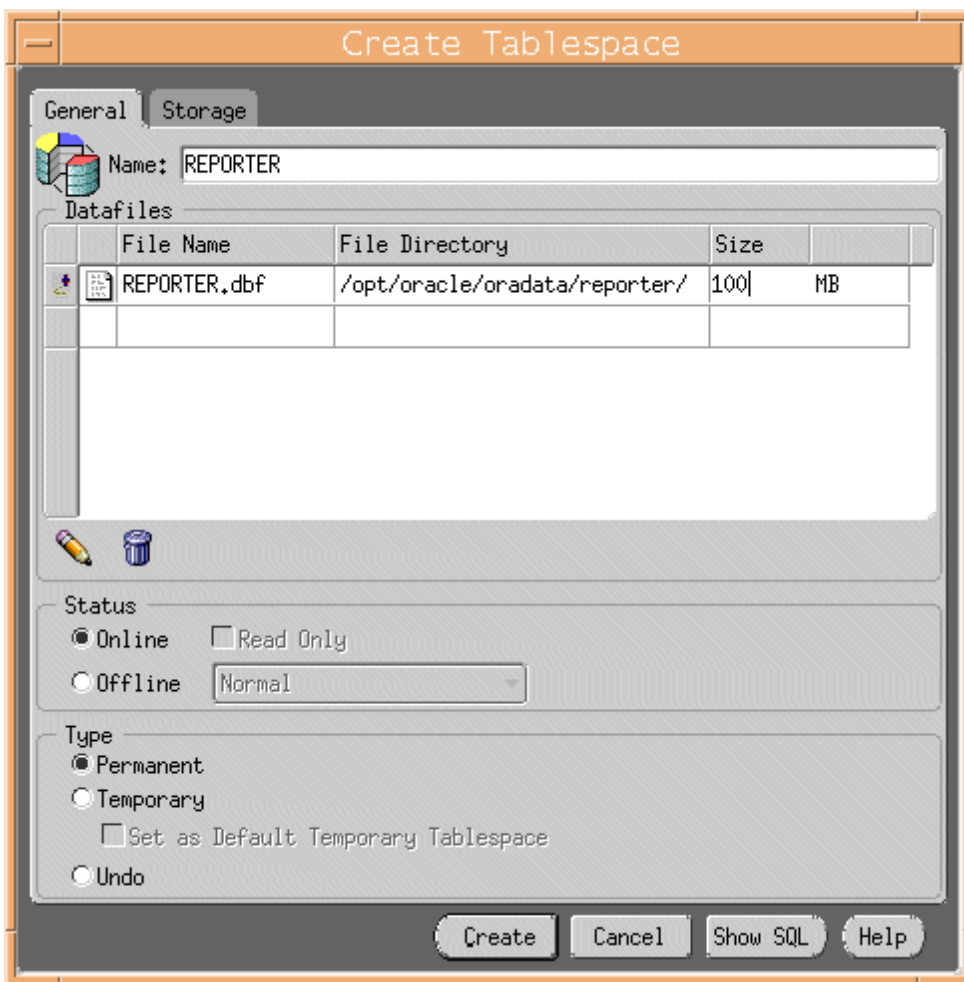 Create Tablespace
General Storage
Name: REPORTER
Datafiles
File Name File Directory Size
REPORTER.dbf /opt/oracle/oradata/reporter/ 100 MB
Status
Online Read Only
Offline Normal
Type
Permanent
Temporary
Set as Default Temporary Tablespace
Undo
Create Cancel Show SQL Help